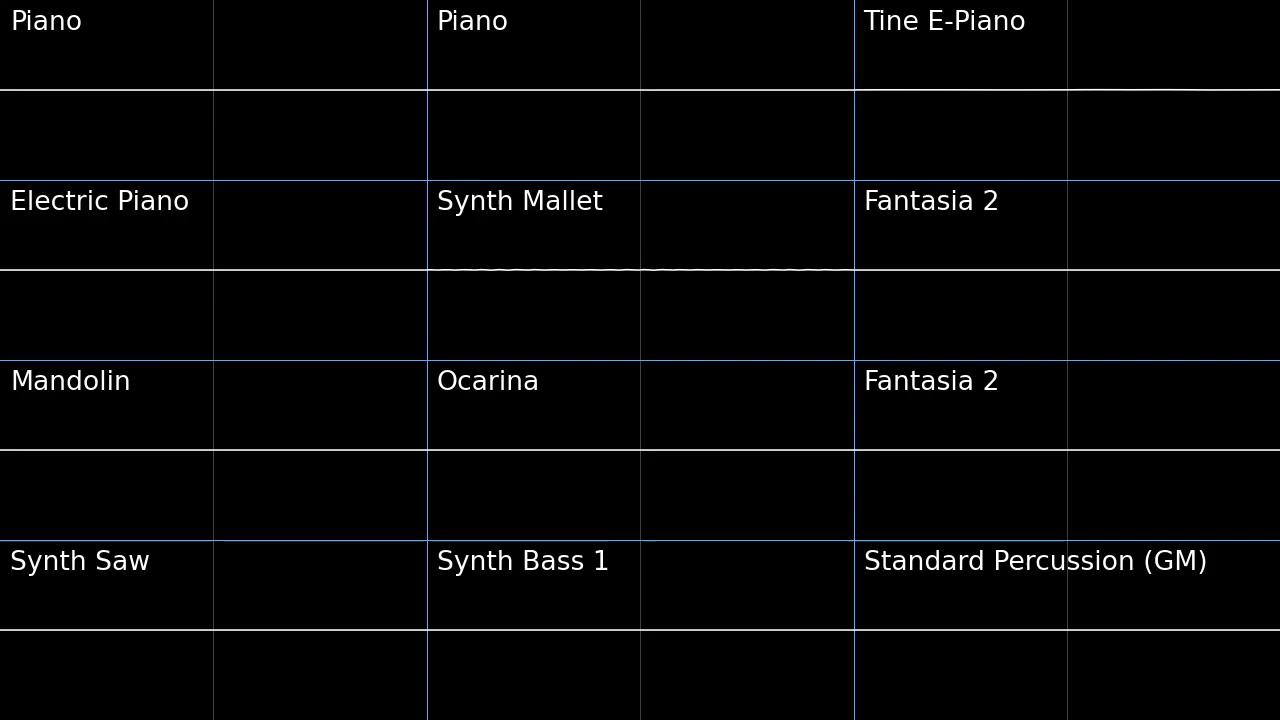 Piano
Piano
Tine E-Piano
Electric Piano
Synth Mallet
Fantasia 2
Mandolin
Ocarina
Fantasia 2
Synth Saw
Synth Bass 1
Standard Percussion (GM)